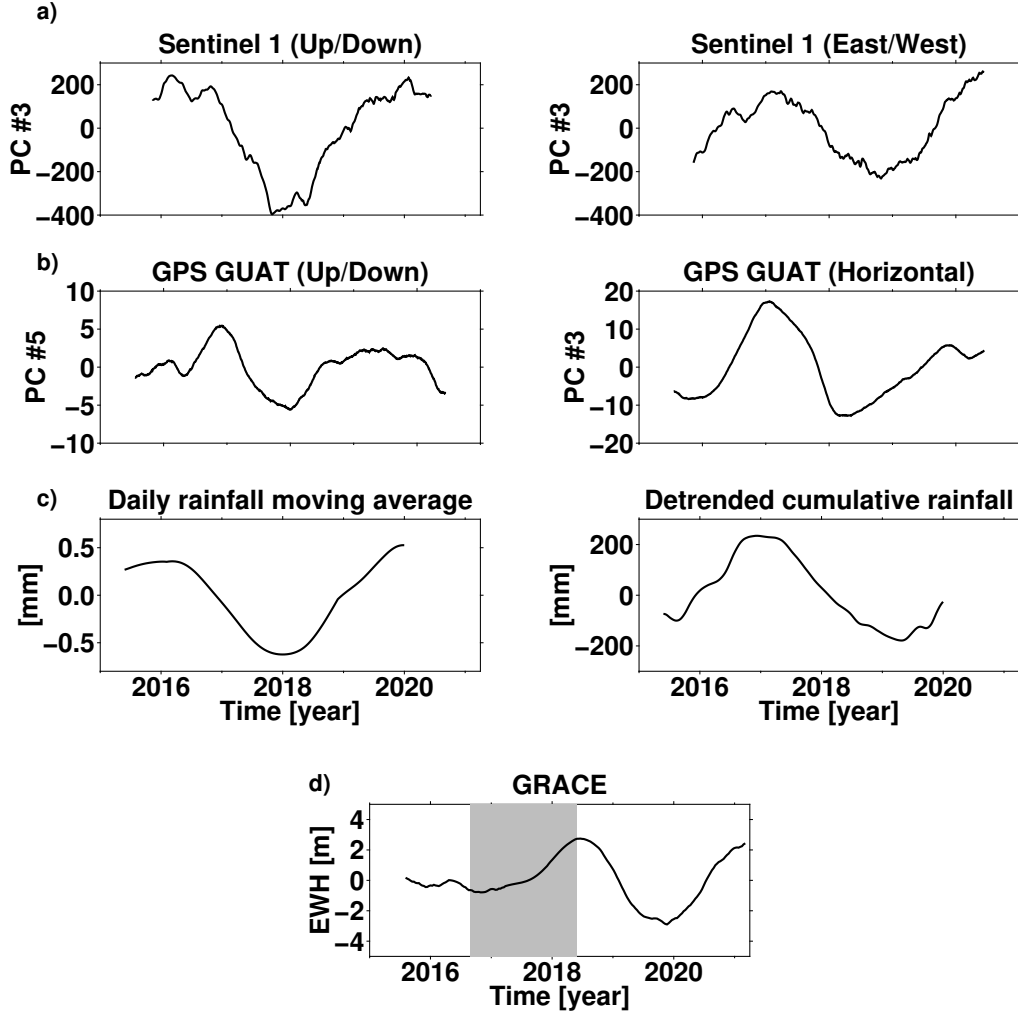 a)
Sentinel 1 (Up/Down)
Sentinel 1 (East/West)
PC #3
200
0
−200
−400
PC #3
200
0
−200
−400
b)
GPS GUAT (Up/Down)
GPS GUAT (Horizontal)
PC #5
10
5
0
−5
−10
PC #3
20
10
0
−10
−20
c)
Daily rainfall moving average
Detrended cumulative rainfall
[mm]
0.5
0.0
−0.5
[mm]
200
0
−200
2016 2018 2020
Time [year]
2016 2018 2020
Time [year]
d)
GRACE
EWH [m]
4
2
0
−2
−4
2016 2018 2020
Time [year]